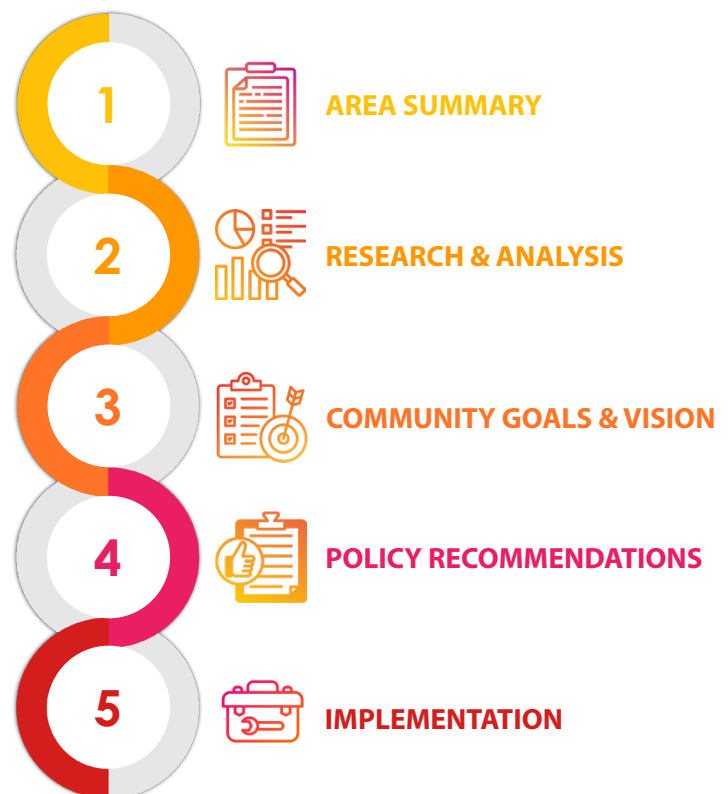 1
AREA SUMMARY
2
RESEARCH & ANALYSIS
3
COMMUNITY GOALS & VISION
4
POLICY RECOMMENDATIONS
5
IMPLEMENTATION